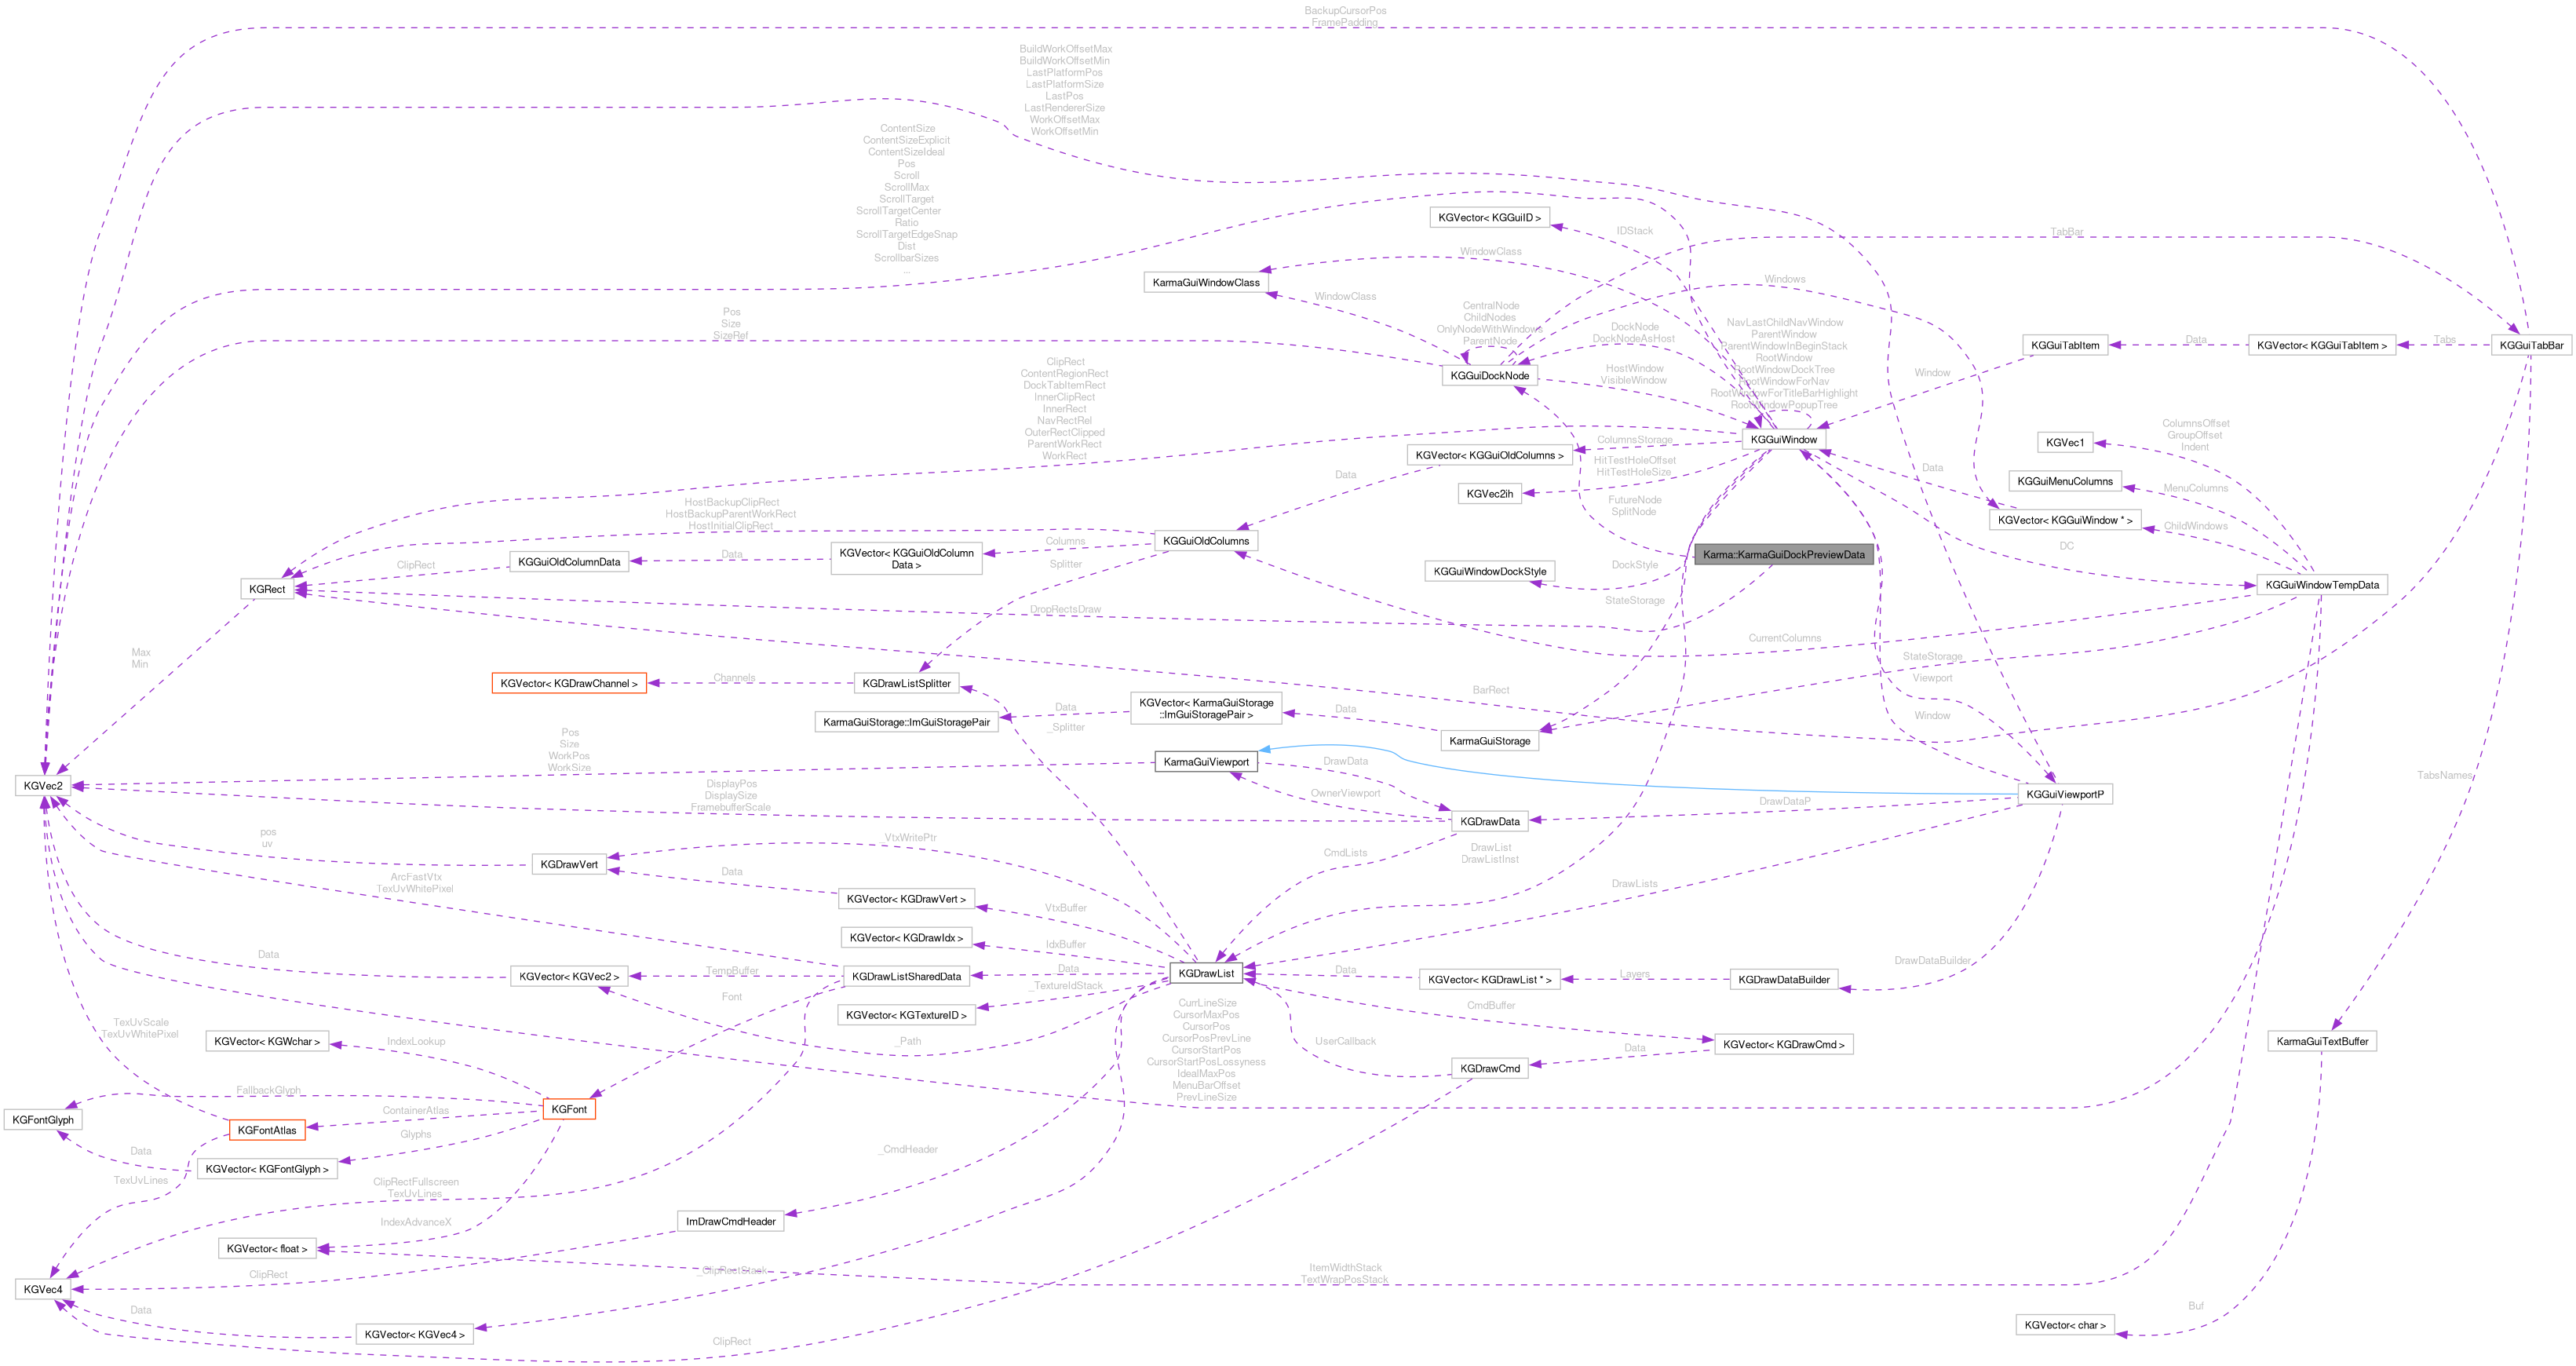 BackupCursorPos
FramePadding
BuildWorkOffsetMax
BuildWorkOffsetMin
LastPlatformPos
LastPlatformSize
LastPos
LastRendererSize
WorkOffsetMax
WorkOffsetMin
ContentSize
ContentSizeExplicit
ContentSizeIdeal
Pos
Scroll
ScrollMax
ScrollTarget
ScrollTargetCenter
Ratio
ScrollTargetEdgeSnap
Dist
ScrollbarSizes
...
KGVector< KGGuiID >
IDStack
TabBar
WindowClass
KarmaGuiWindowClass
Windows
WindowClass
CentralNode
ChildNodes
OnlyNodeWithWindows
ParentNode
Pos
Size
SizeRef
DockNode
DockNodeAsHost
NavLastChildNavWindow
ParentWindow
ParentWindowInBeginStack
RootWindow
RootWindowDockTree
RootWindowForNav
RootWindowForTitleBarHighlight
RootWindowPopupTree
KGGuiTabItem
Data
KGVector< KGGuiTabItem >
Tabs
KGGuiTabBar
KGGuiDockNode
HostWindow
VisibleWindow
Window
ClipRect
ContentRegionRect
DockTabItemRect
InnerClipRect
InnerRect
NavRectRel
OuterRectClipped
ParentWorkRect
WorkRect
KGGuiWindow
KGVec1
ColumnsOffset
GroupOffset
Indent
KGVector< KGGuiOldColumns >
ColumnsStorage
HitTestHoleOffset
HitTestHoleSize
Data
Data
KGGuiMenuColumns
MenuColumns
KGVec2ih
FutureNode
SplitNode
KGVector< KGGuiWindow * >
ChildWindows
HostBackupClipRect
HostBackupParentWorkRect
HostInitialClipRect
KGGuiOldColumns
Columns
KGVector< KGGuiOldColumn
Data >
Data
KGGuiOldColumnData
ClipRect
Splitter
Karma::KarmaGuiDockPreviewData
DC
KGGuiWindowDockStyle
DockStyle
KGGuiWindowTempData
KGRect
DropRectsDraw
StateStorage
CurrentColumns
Max
Min
KGVector< KGDrawChannel >
Channels
KGDrawListSplitter
BarRect
StateStorage
Viewport
KGVector< KarmaGuiStorage
::ImGuiStoragePair >
Data
KarmaGuiStorage::ImGuiStoragePair
Data
_Splitter
KarmaGuiStorage
Window
Pos
Size
WorkPos
WorkSize
KarmaGuiViewport
DrawData
TabsNames
KGVec2
DisplayPos
DisplaySize
FramebufferScale
OwnerViewport
KGGuiViewportP
DrawDataP
KGDrawData
pos
uv
VtxWritePtr
CmdLists
DrawList
DrawListInst
KGDrawVert
Data
ArcFastVtx
TexUvWhitePixel
KGVector< KGDrawVert >
VtxBuffer
DrawLists
KGVector< KGDrawIdx >
IdxBuffer
Data
KGVector< KGVec2 >
TempBuffer
KGDrawListSharedData
Data
KGDrawList
Data
KGVector< KGDrawList * >
Layers
KGDrawDataBuilder
DrawDataBuilder
_TextureIdStack
Font
KGVector< KGTextureID >
CurrLineSize
CursorMaxPos
CursorPos
CursorPosPrevLine
CursorStartPos
CursorStartPosLossyness
IdealMaxPos
MenuBarOffset
PrevLineSize
CmdBuffer
TexUvScale
TexUvWhitePixel
KGVector< KGWchar >
IndexLookup
_Path
UserCallback
KGVector< KGDrawCmd >
Data
KGDrawCmd
KarmaGuiTextBuffer
FallbackGlyph
KGFontGlyph
ContainerAtlas
KGFont
KGFontAtlas
Glyphs
Data
KGVector< KGFontGlyph >
_CmdHeader
TexUvLines
ClipRectFullscreen
TexUvLines
IndexAdvanceX
ImDrawCmdHeader
KGVector< float >
ClipRect
_ClipRectStack
ItemWidthStack
TextWrapPosStack
KGVec4
Data
KGVector< KGVec4 >
ClipRect
Buf
KGVector< char >